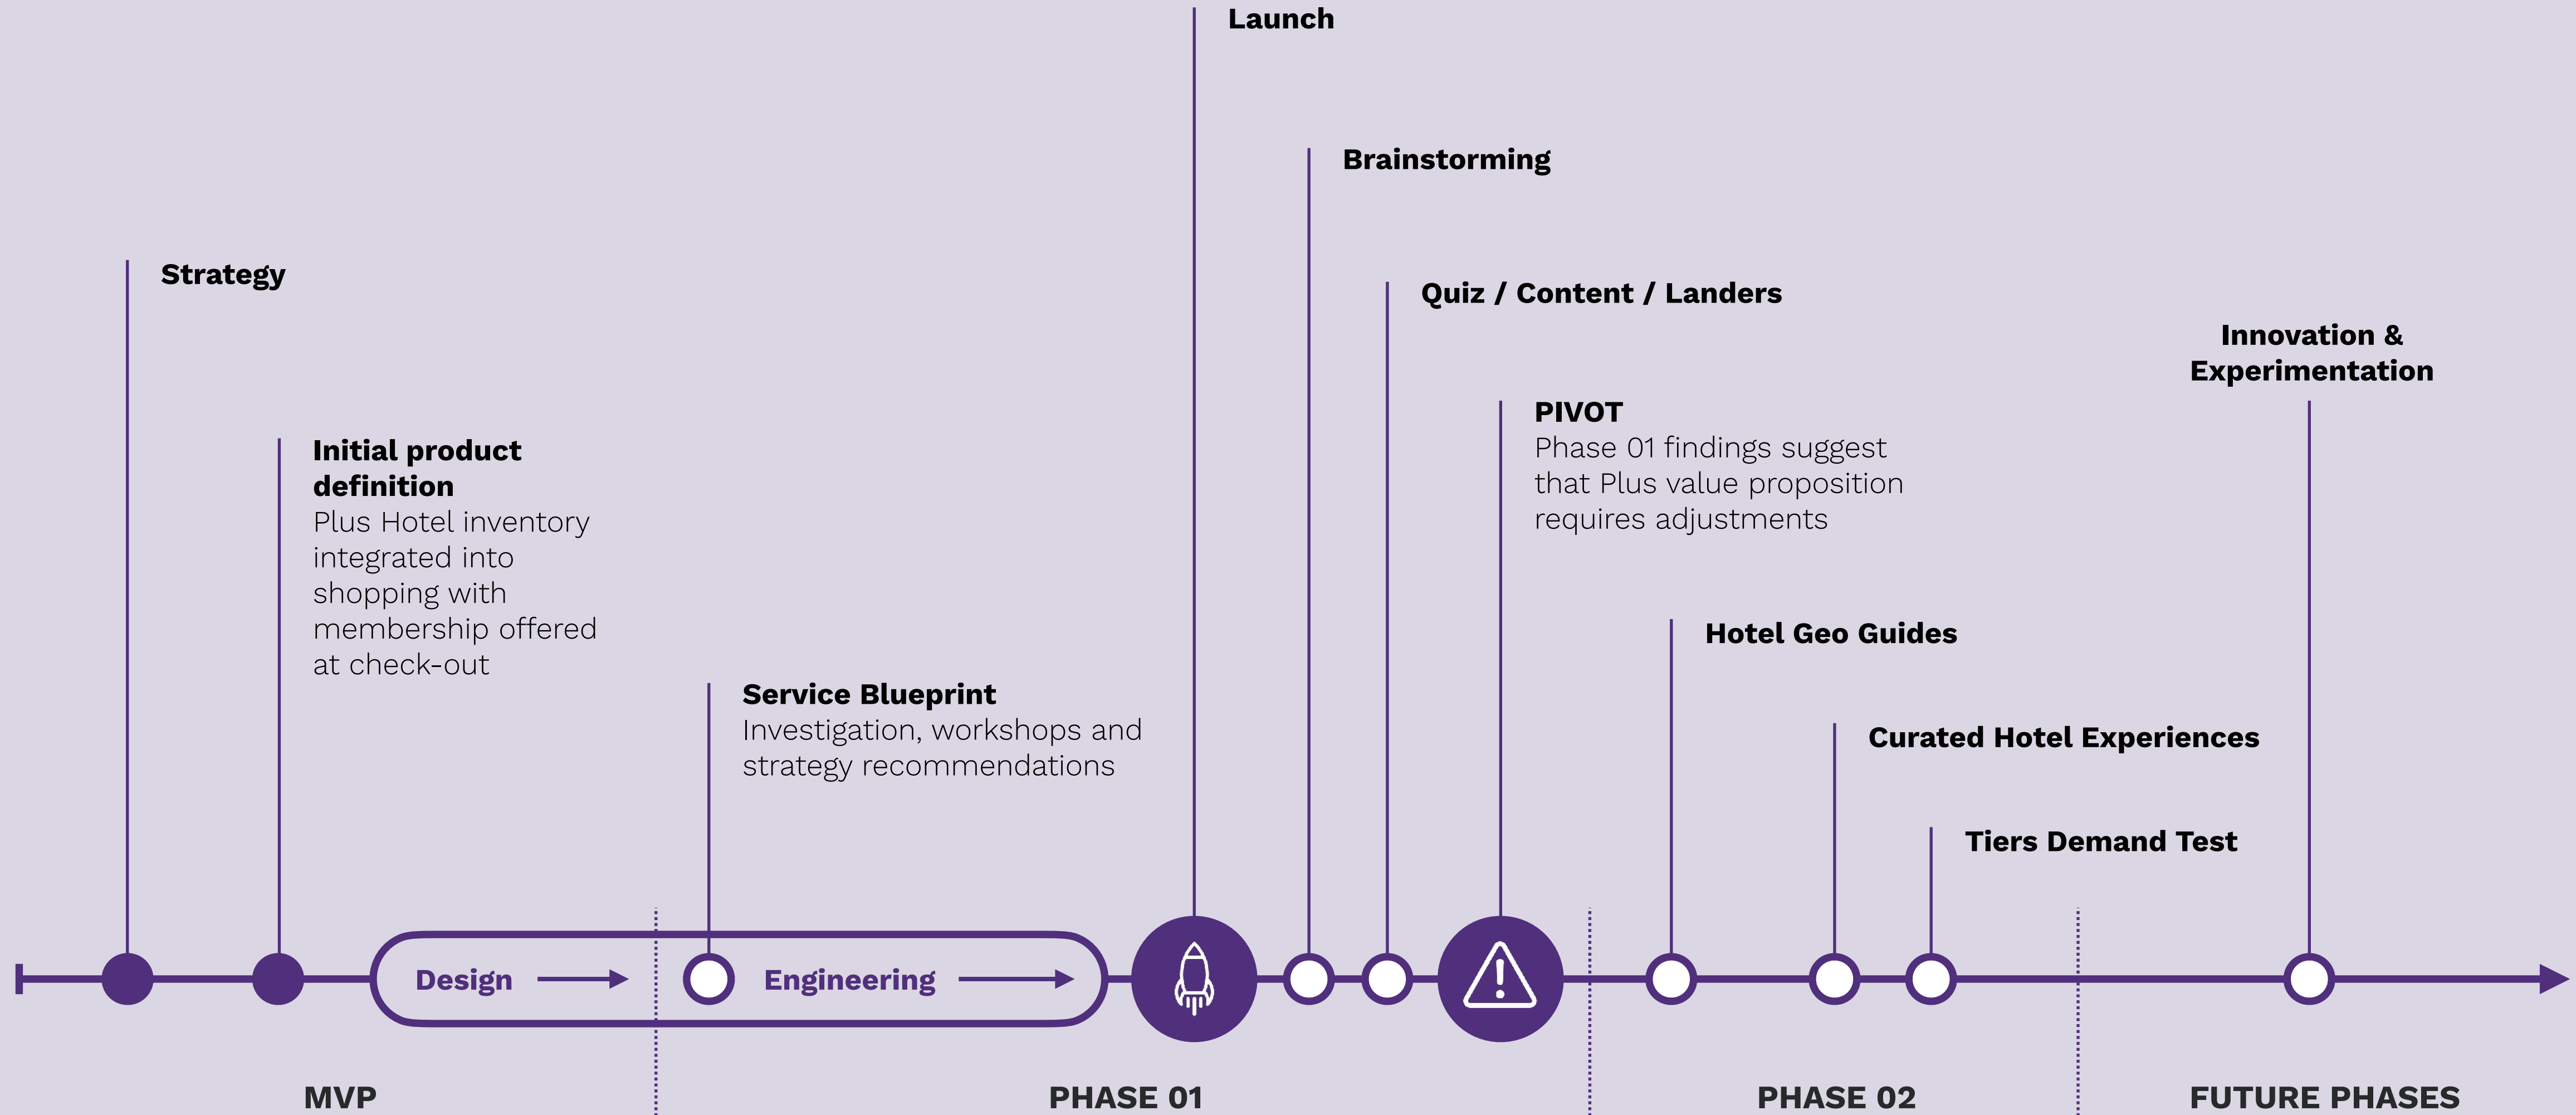 Launch
Brainstorming
Strategy
Quiz / Content / Landers
Innovation &
Experimentation
PIVOT
Phase 01 findings suggest
that Plus value proposition
requires adjustments
Initial product
definition
Plus Hotel inventory
integrated into
shopping with
membership offered
at check-out
Hotel Geo Guides
Service Blueprint
Investigation, workshops and
strategy recommendations
Curated Hotel Experiences
Tiers Demand Test
Design
Engineering
MVP
PHASE 01
PHASE 02
FUTURE PHASES